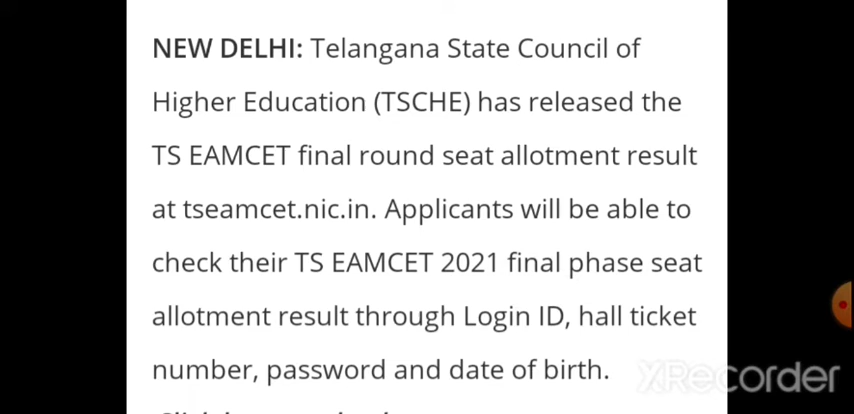 NEW DELHI: Telangana State Council of
Higher Education (TSCHE) has released the
TS EAMCET final round seat allotment result
at tseamcet.nic.in. Applicants will be able to
check their TS EAMCET 2021 final phase seat
allotment result through Login ID, hall ticket
number, password and date of birth.
XRecorder